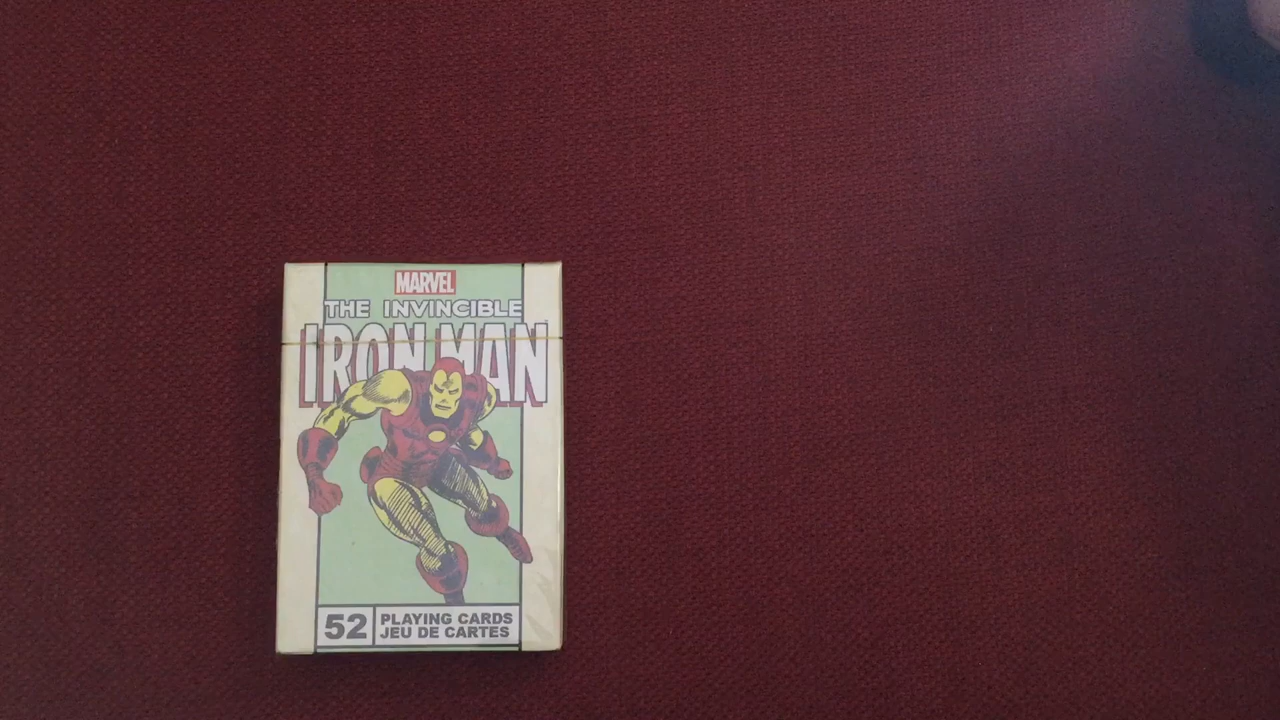 MARVEL
THE INVINCIBLE
IRON MAN
52
PLAYING CARDS
JEU DE CARTES